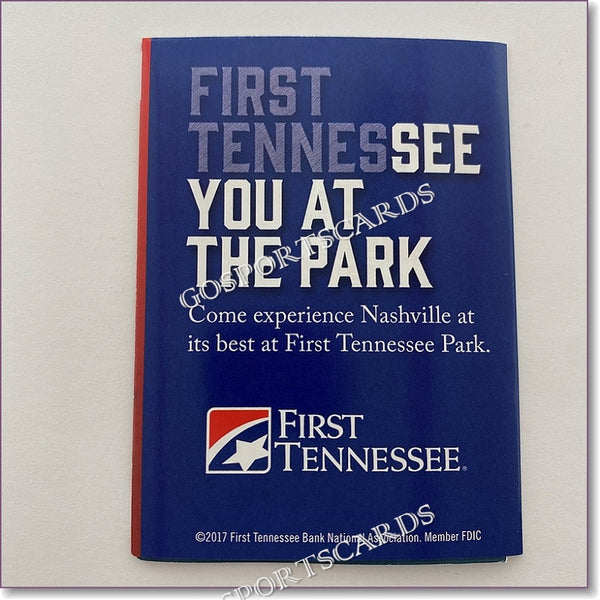 FIRST
TENNESSEE
YOU AT
THE PARK
GOSPORTSCARDS
Come experience Nashville at
its best at First Tennessee Park.
FIRST
TENNESSEE®
©2017 First Tennessee Bank National Association. Member FDIC
GOSPORTSCARDS